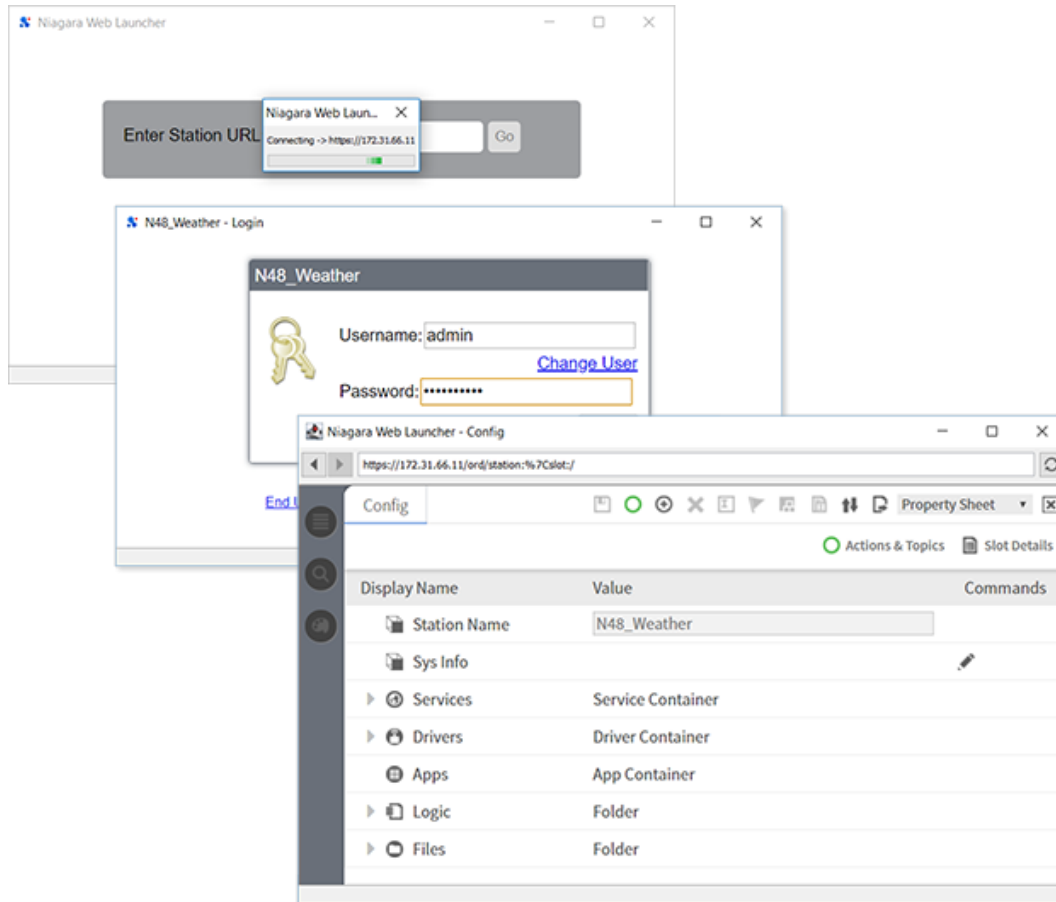 Niagara Web Launcher
Niagara Web Laun...
Enter Station URL
Connecting -> https://172.31.66.11
Go
N48_Weather - Login
N48_Weather
Username: admin
Change User
Password: ••••••••••
Niagara Web Launcher - Config
https://172.31.66.11/ord/station:%7Cslot:/
End
Config
Property Sheet
Actions & Topics
Slot Details
Display Name Value Commands
Station Name N48_Weather
Sys Info
Services Service Container
Drivers Driver Container
Apps App Container
Logic Folder
Files Folder